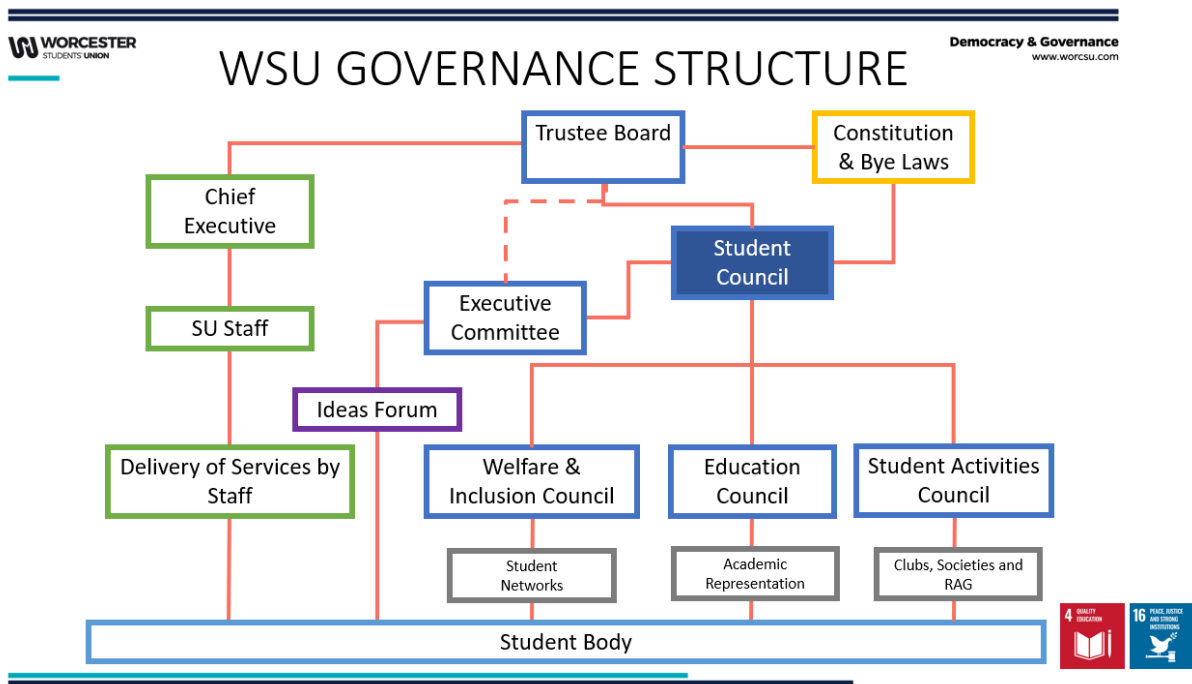 WORCESTER
STUDENTS' UNION
WSU GOVERNANCE STRUCTURE
Democracy & Governance
www.worcsu.com
Trustee Board
Constitution
& Bye Laws
Chief
Executive
Student
Council
Executive
Committee
SU Staff
Ideas Forum
Delivery of Services by
Staff
Welfare &
Inclusion Council
Education
Council
Student Activities
Council
Student
Networks
Academic
Representation
Clubs, Societies and
RAG
Student Body
4 QUALITY
EDUCATION
16 PEACE, JUSTICE
AND STRONG
INSTITUTIONS